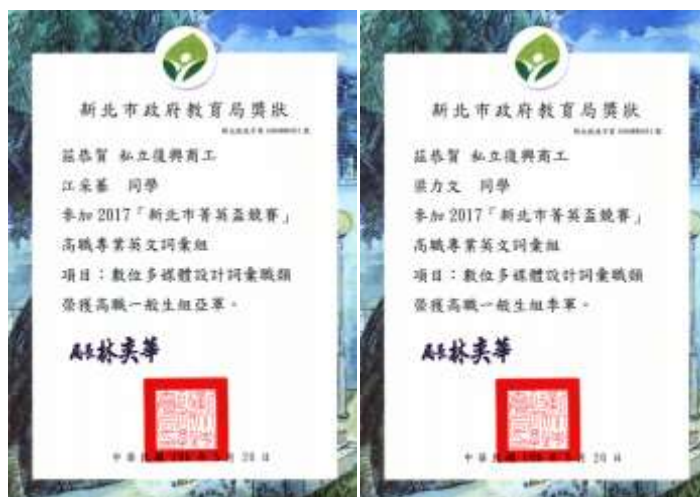 新北市政府教育局獎狀
茲恭賀 私立復興商工
江采蓁 同學
參加 2017「新北市菁英盃競賽」
高職專業英文詞彙組
項目：數位多媒體設計詞彙職類
榮獲高職一般生組亞軍。
局長林奕華
新北市政府教育局獎狀
茲恭賀 私立復興商工
梁力文 同學
參加 2017「新北市菁英盃競賽」
高職專業英文詞彙組
項目：數位多媒體設計詞彙職類
榮獲高職一般生組季軍。
局長林奕華